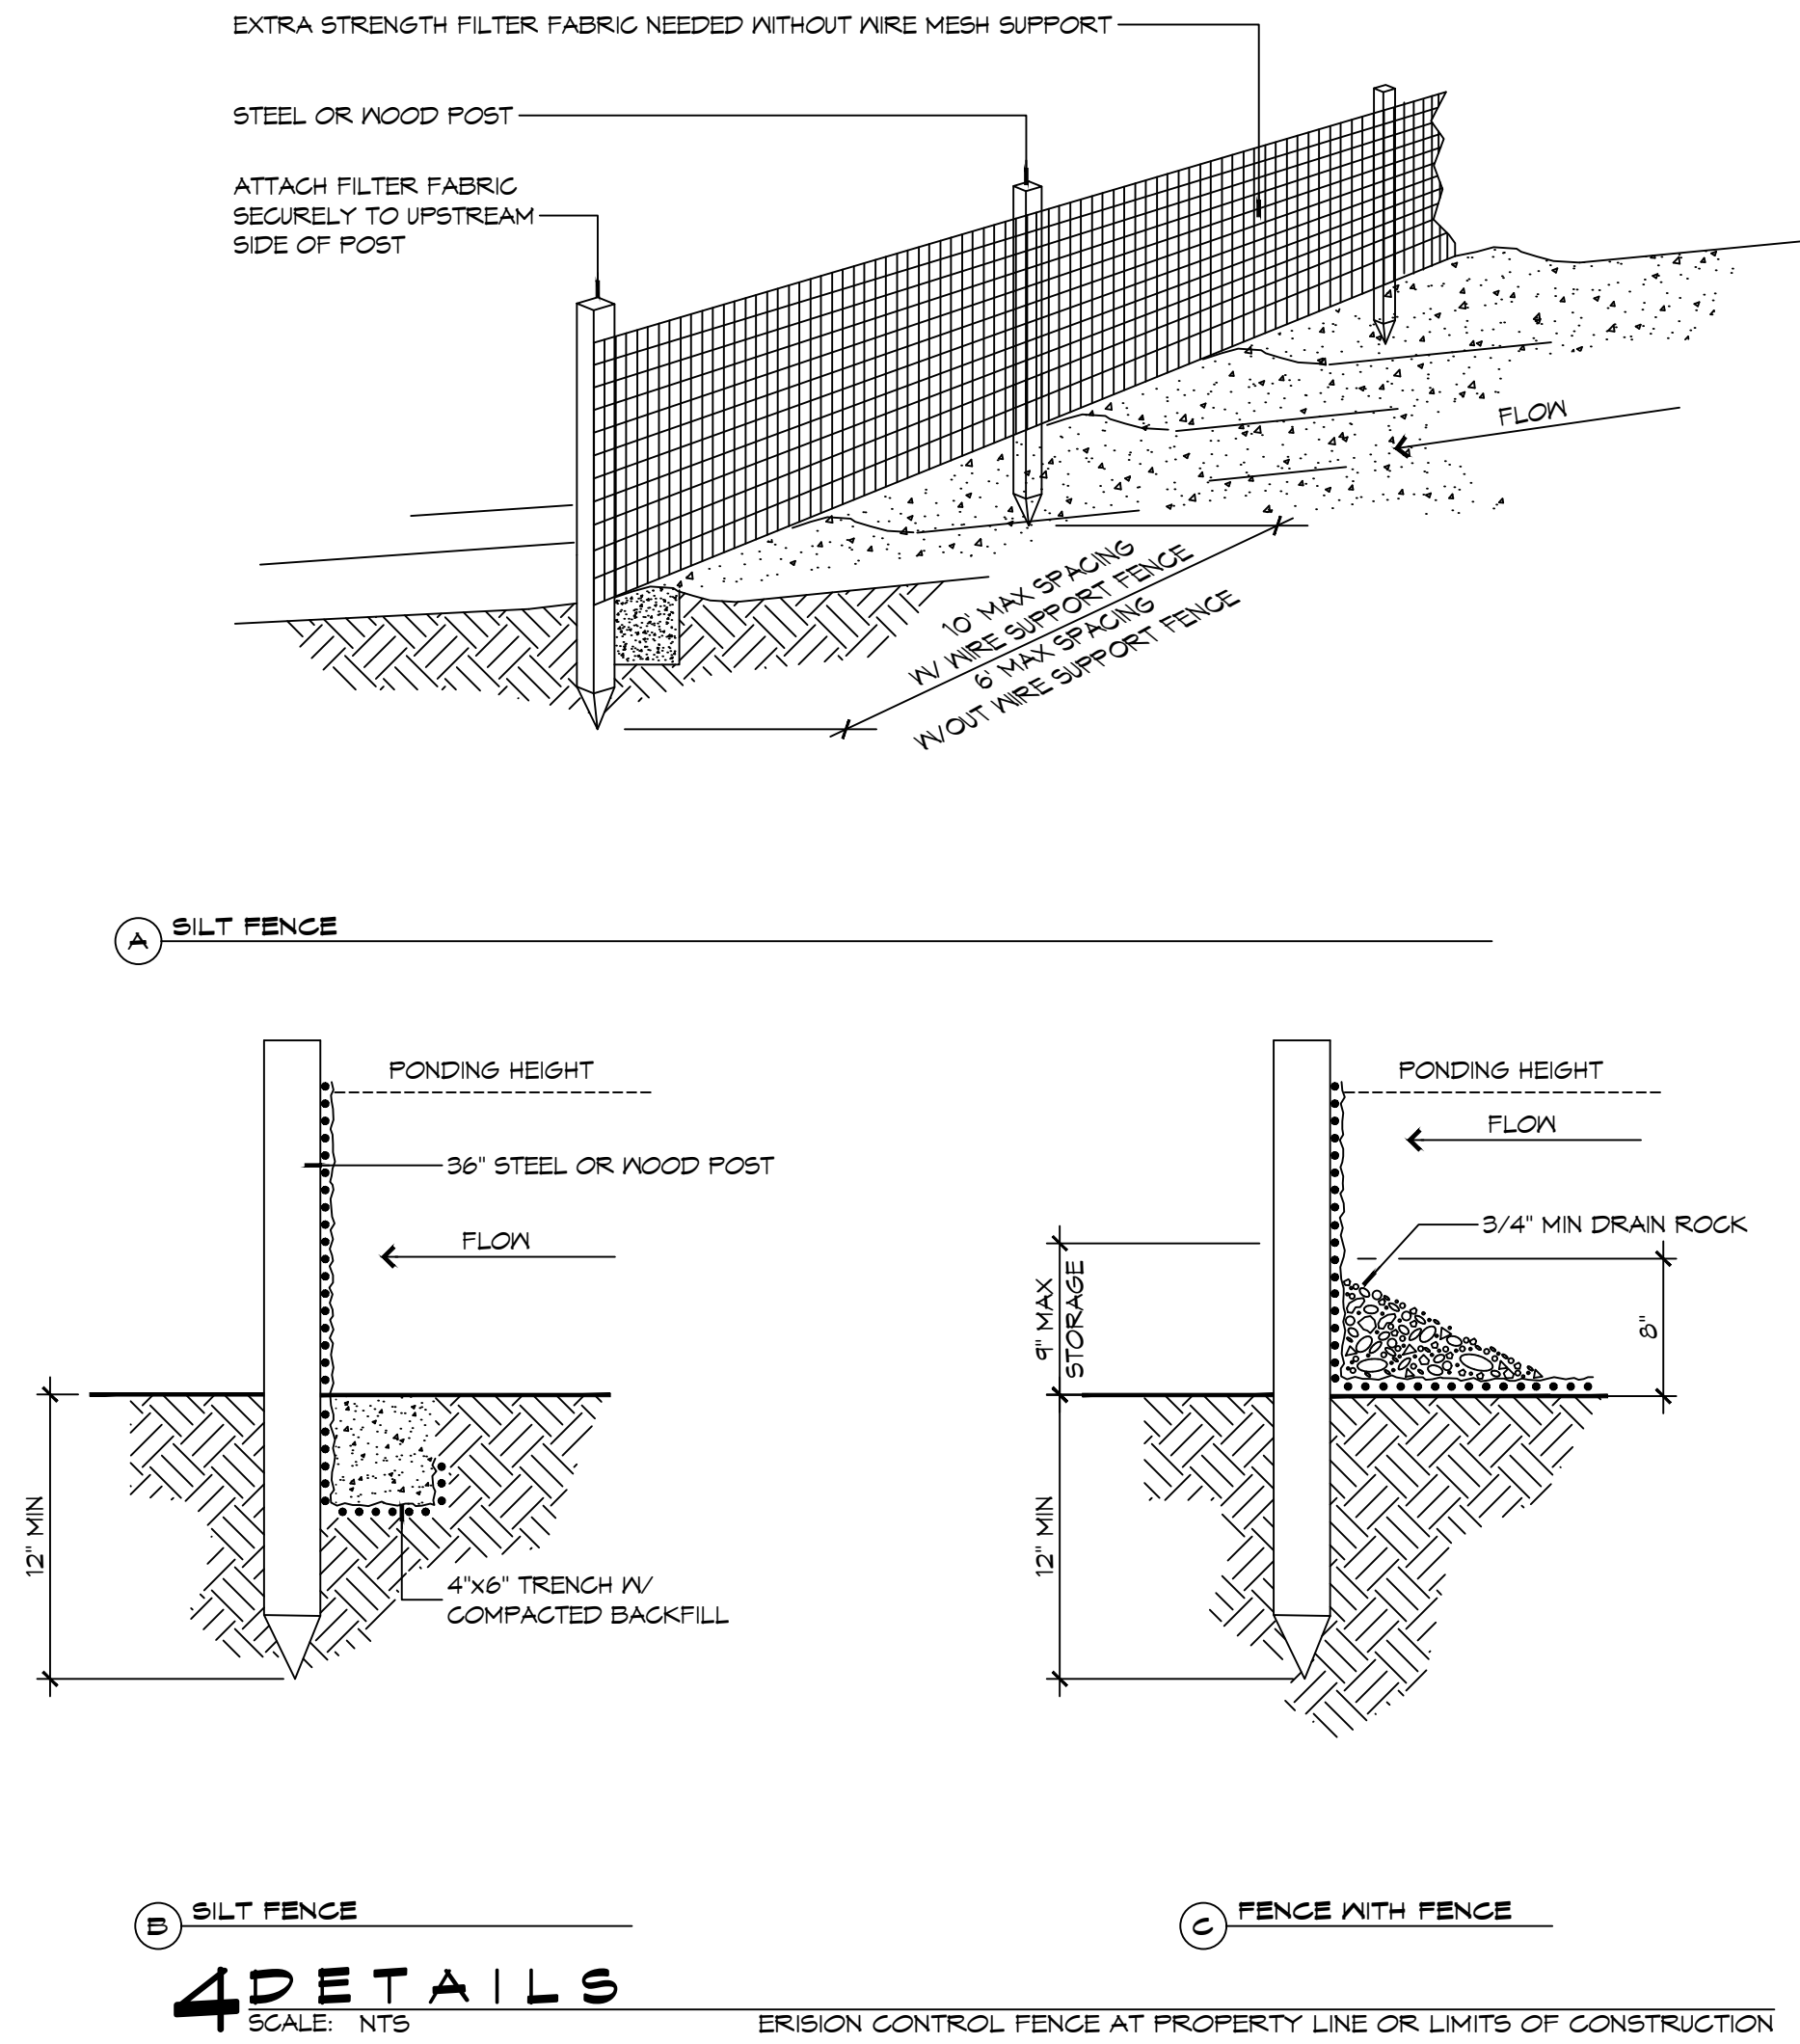 EXTRA STRENGTH FILTER FABRIC NEEDED WITHOUT WIRE MESH SUPPORT
STEEL OR WOOD POST
ATTACH FILTER FABRIC
SECURELY TO UPSTREAM
SIDE OF POST
FLOW
10' MAX SPACING
W/ WIRE SUPPORT FENCE
6' MAX SPACING
W/OUT WIRE SUPPORT FENCE
A
SILT FENCE
PONDING HEIGHT
36" STEEL OR WOOD POST
FLOW
12" MIN
4"x6" TRENCH W/
COMPACTED BACKFILL
PONDING HEIGHT
FLOW
3/4" MIN DRAIN ROCK
9" MAX
STORAGE
8"
12" MIN
B
SILT FENCE
C
FENCE WITH FENCE
4 DETAILS
SCALE: NTS
ERISION CONTROL FENCE AT PROPERTY LINE OR LIMITS OF CONSTRUCTION